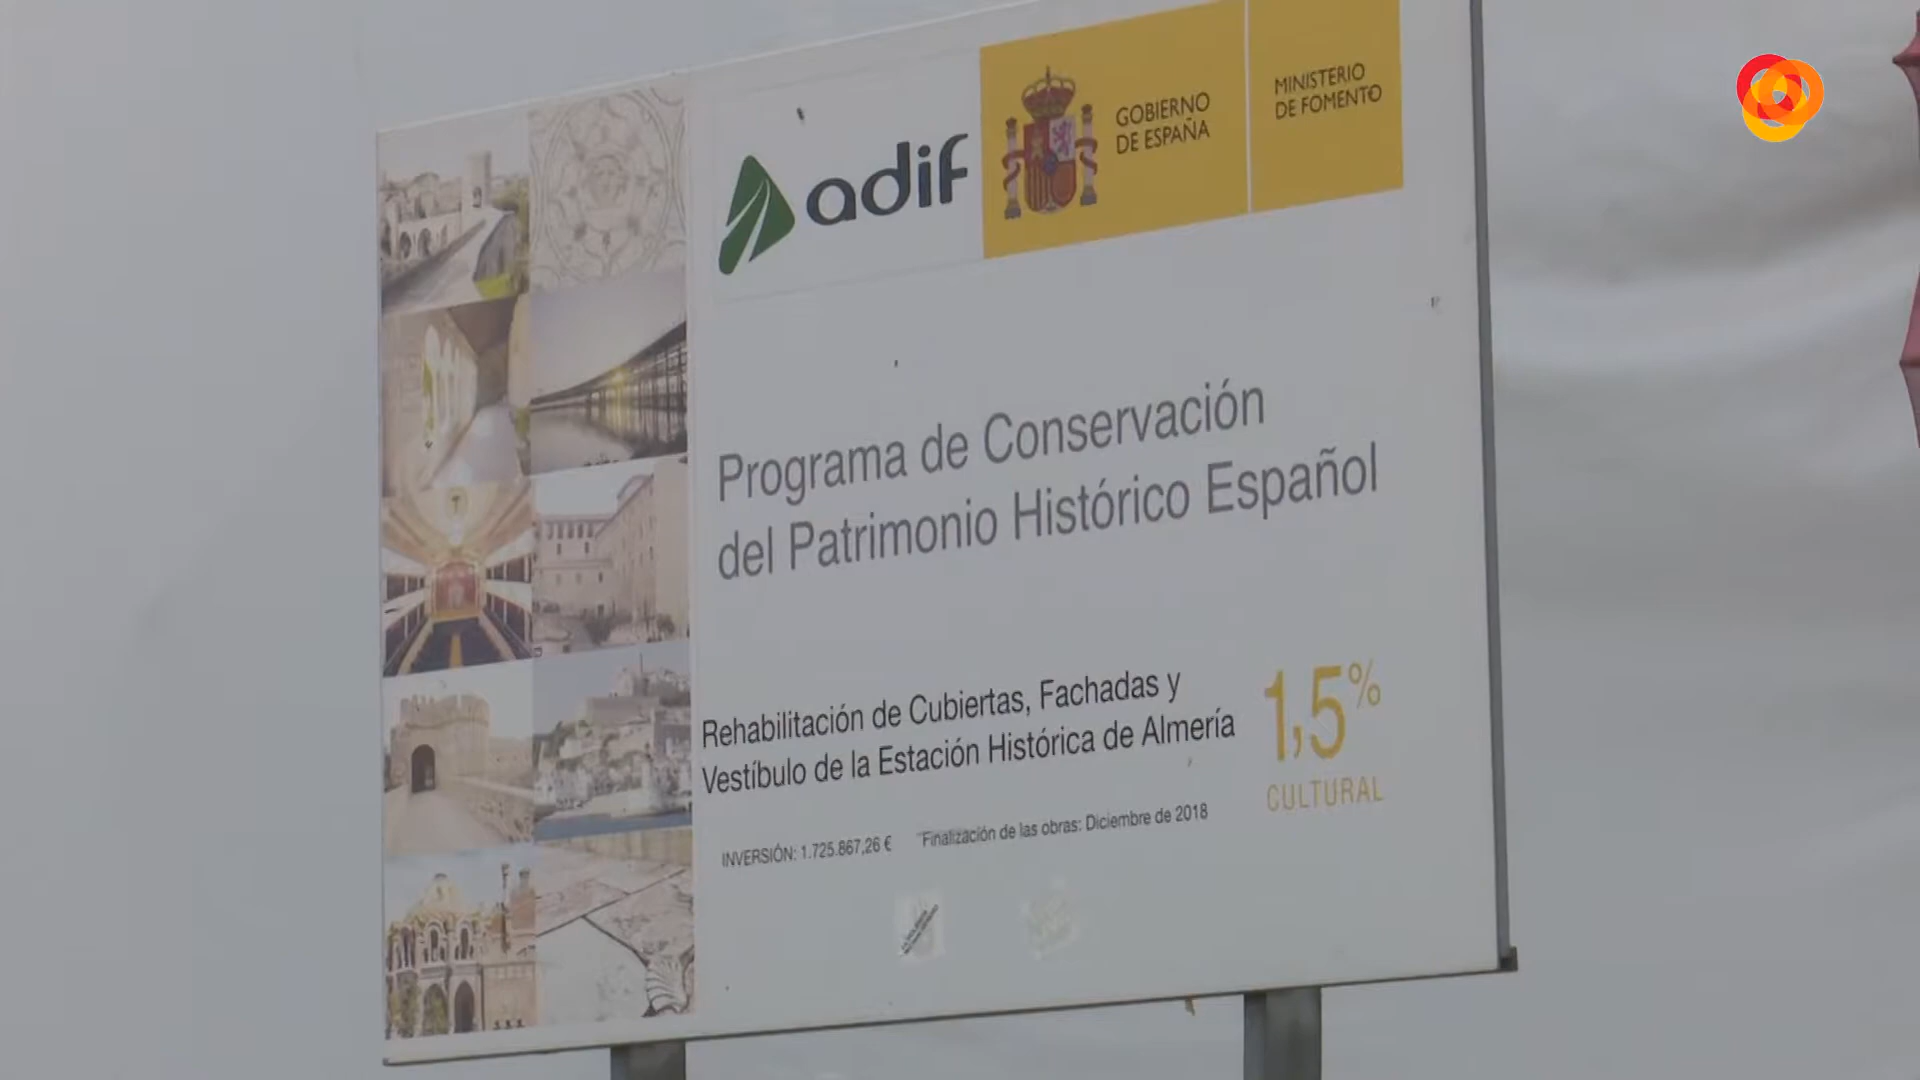 adif
GOBIERNO
DE ESPAÑA
MINISTERIO
DE FOMENTO
Programa de Conservación
del Patrimonio Histórico Español
Rehabilitación de Cubiertas, Fachadas y
Vestíbulo de la Estación Histórica de Almería
1,5%
CULTURAL
INVERSIÓN: 1.725.867,26 € Finalización de las obras: Diciembre de 2018